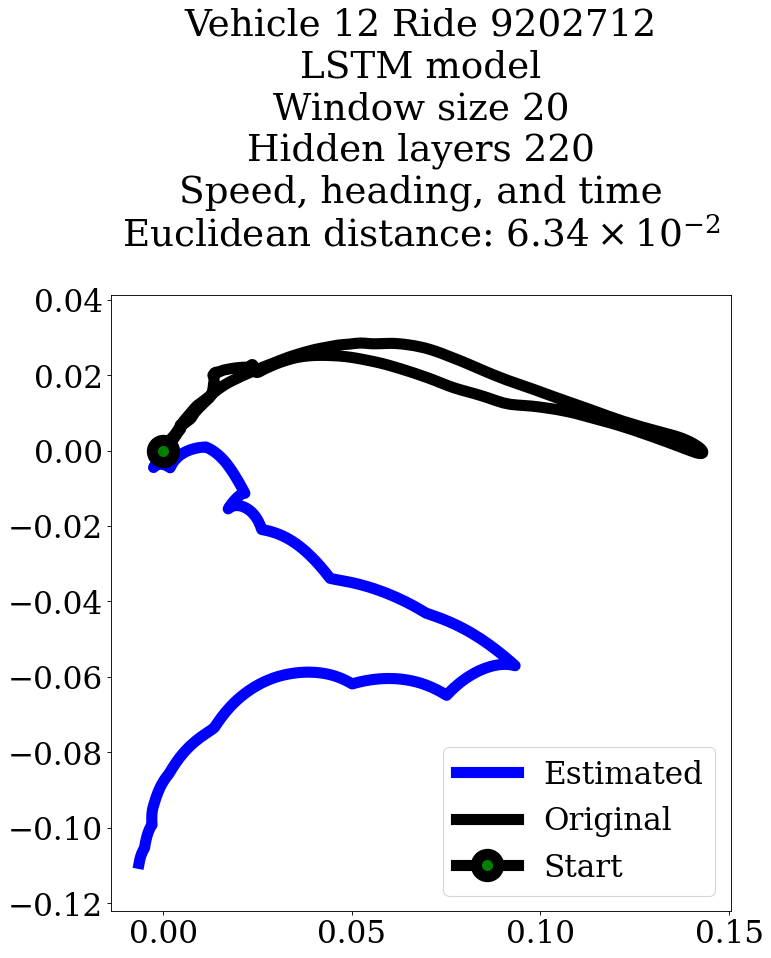 Vehicle 12 Ride 9202712
LSTM model
Window size 20
Hidden layers 220
Speed, heading, and time
Euclidean distance: 6.34 × 10⁻²
0.04
0.02
0.00
−0.02
−0.04
−0.06
−0.08
−0.10
−0.12
Estimated
Original
Start
0.00 0.05 0.10 0.15